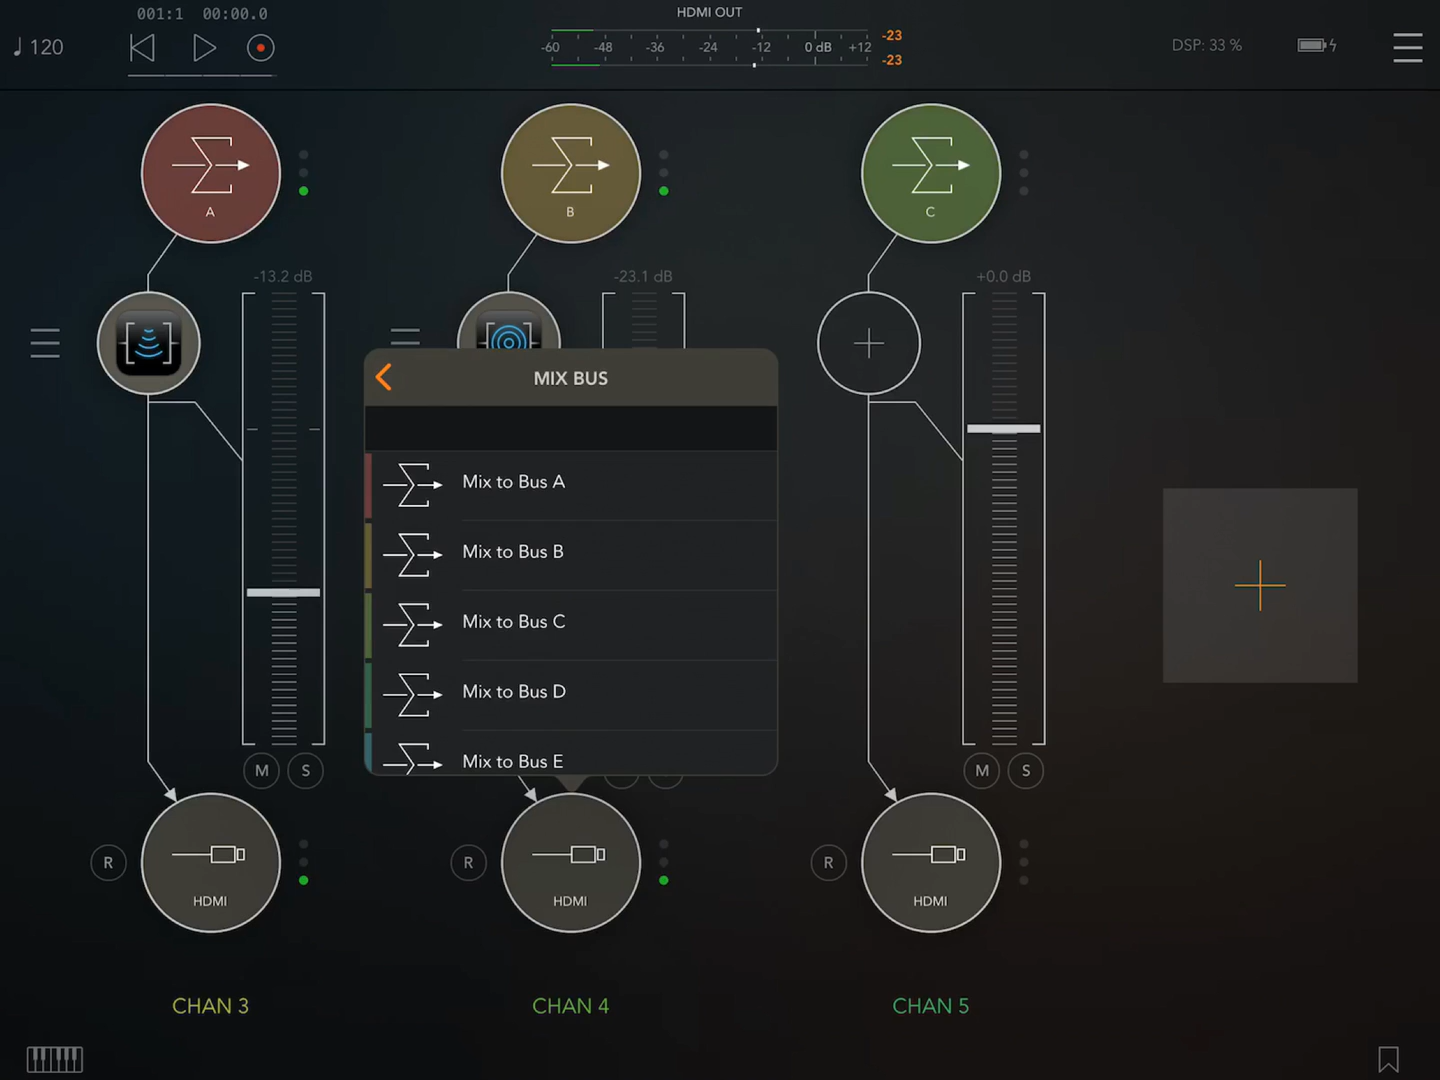 001:1 00:00.0
HDMI OUT
♩ 120
-60 -48 -36 -24 -12 0 dB +12
-23
-23
DSP: 33 %
A
B
C
-13.2 dB
-23.1 dB
+0.0 dB
MIX BUS
Mix to Bus A
Mix to Bus B
Mix to Bus C
Mix to Bus D
Mix to Bus E
M S
M S
R
HDMI
R
HDMI
R
HDMI
CHAN 3
CHAN 4
CHAN 5